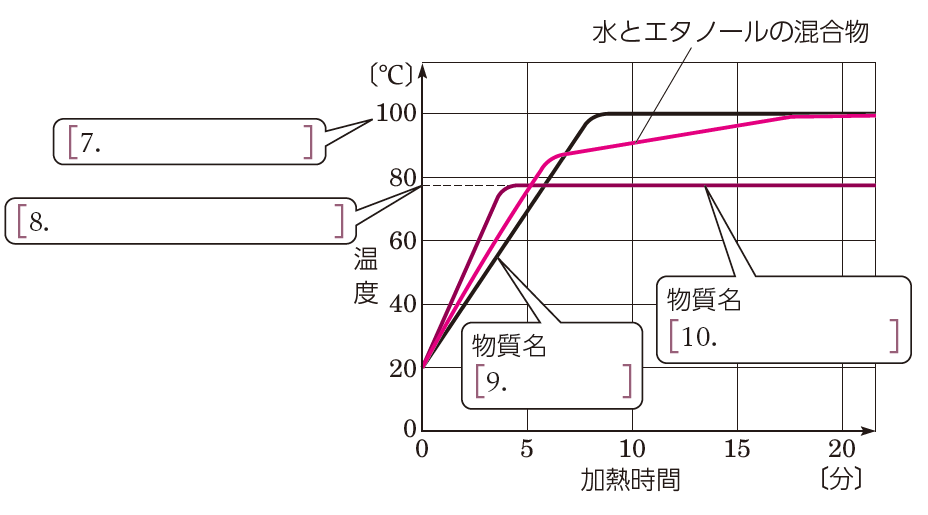 水とエタノールの混合物
〔℃〕
100
[7. ]
80
[8. ]
60
温度
40
20
0
物質名
[9. ]
物質名
[10. ]
0 5 10 15 20
加熱時間 〔分〕